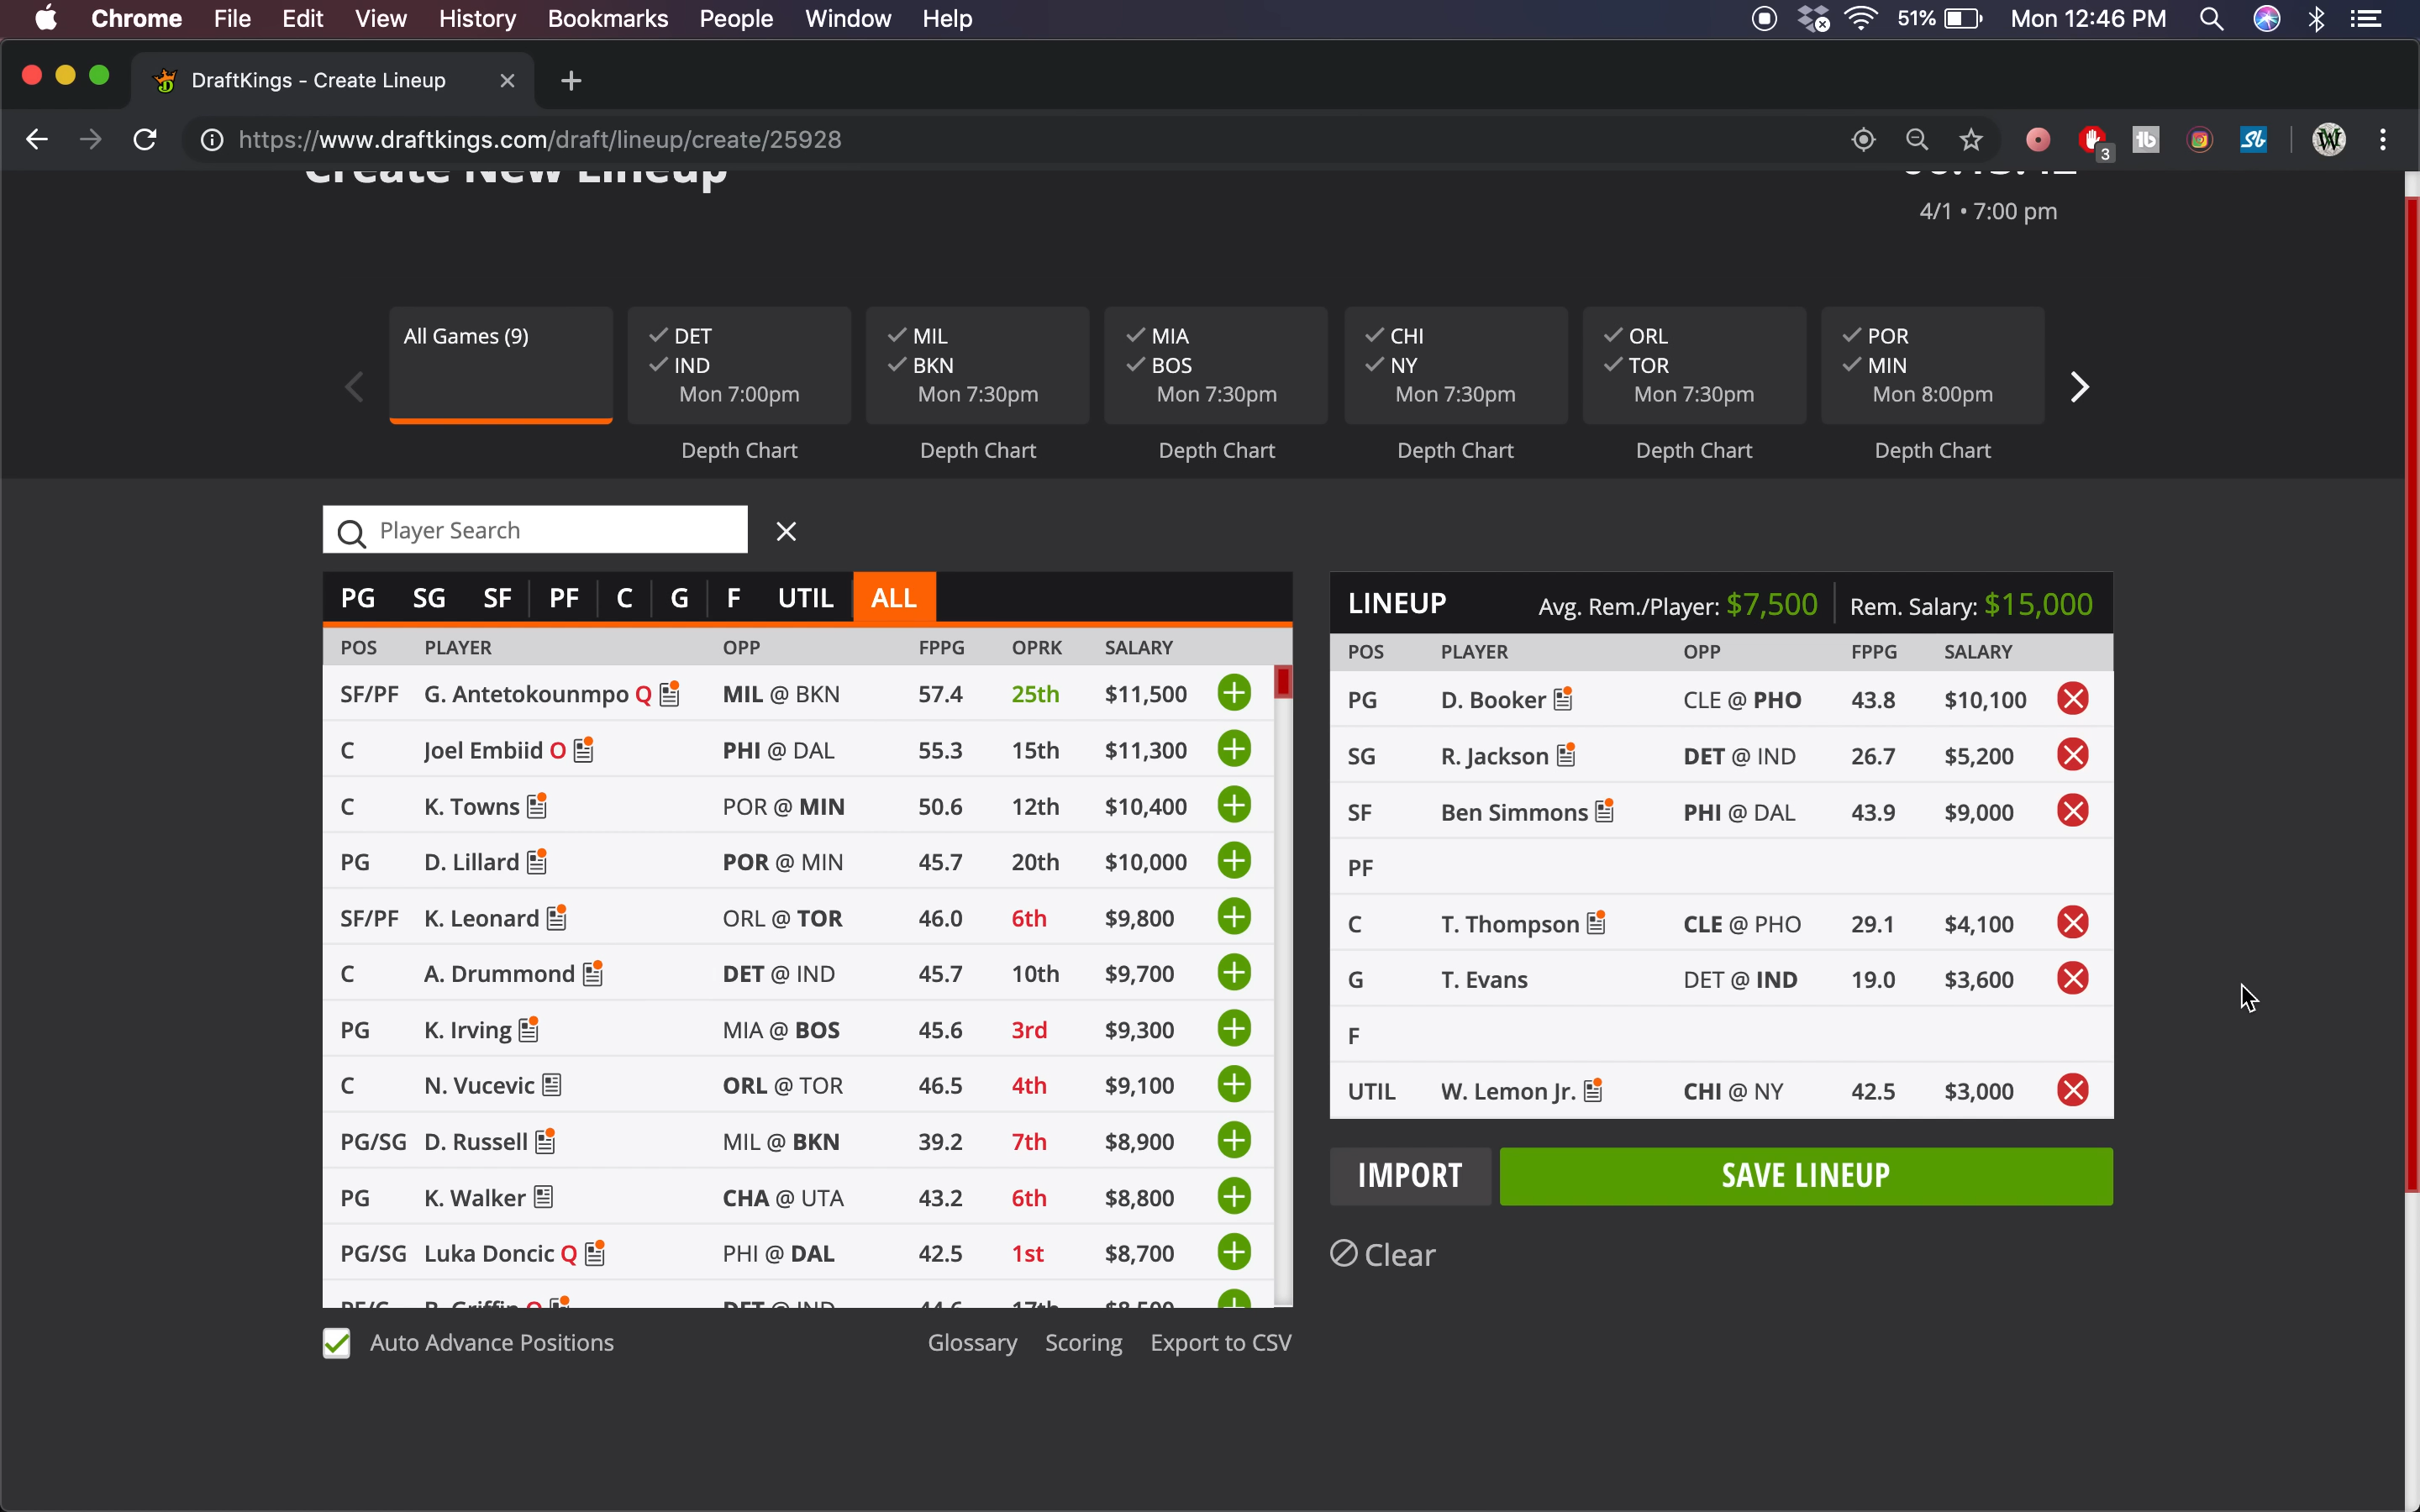 Chrome File Edit View History Bookmarks People Window Help 51% Mon 12:46 PM
DraftKings - Create Lineup
https://www.draftkings.com/draft/lineup/create/25928
3
Create New Lineup
4/1 • 7:00 pm
All Games (9)
DET
IND
Mon 7:00pm
MIL
BKN
Mon 7:30pm
MIA
BOS
Mon 7:30pm
CHI
NY
Mon 7:30pm
ORL
TOR
Mon 7:30pm
POR
MIN
Mon 8:00pm
Depth Chart Depth Chart Depth Chart Depth Chart Depth Chart Depth Chart
Player Search
PG SG SF PF C G F UTIL ALL
POS PLAYER OPP FPPG OPRK SALARY
SF/PF G. Antetokounmpo Q MIL @ BKN 57.4 25th $11,500
C Joel Embiid O PHI @ DAL 55.3 15th $11,300
C K. Towns POR @ MIN 50.6 12th $10,400
PG D. Lillard POR @ MIN 45.7 20th $10,000
SF/PF K. Leonard ORL @ TOR 46.0 6th $9,800
C A. Drummond DET @ IND 45.7 10th $9,700
PG K. Irving MIA @ BOS 45.6 3rd $9,300
C N. Vucevic ORL @ TOR 46.5 4th $9,100
PG/SG D. Russell MIL @ BKN 39.2 7th $8,900
PG K. Walker CHA @ UTA 43.2 6th $8,800
PG/SG Luka Doncic Q PHI @ DAL 42.5 1st $8,700
PF/C B. Griffin Q DET @ IND 44.6 17th $8,500
Auto Advance Positions
Glossary Scoring Export to CSV
LINEUP Avg. Rem./Player: $7,500 Rem. Salary: $15,000
POS PLAYER OPP FPPG SALARY
PG D. Booker CLE @ PHO 43.8 $10,100
SG R. Jackson DET @ IND 26.7 $5,200
SF Ben Simmons PHI @ DAL 43.9 $9,000
PF
C T. Thompson CLE @ PHO 29.1 $4,100
G T. Evans DET @ IND 19.0 $3,600
F
UTIL W. Lemon Jr. CHI @ NY 42.5 $3,000
IMPORT SAVE LINEUP
Clear